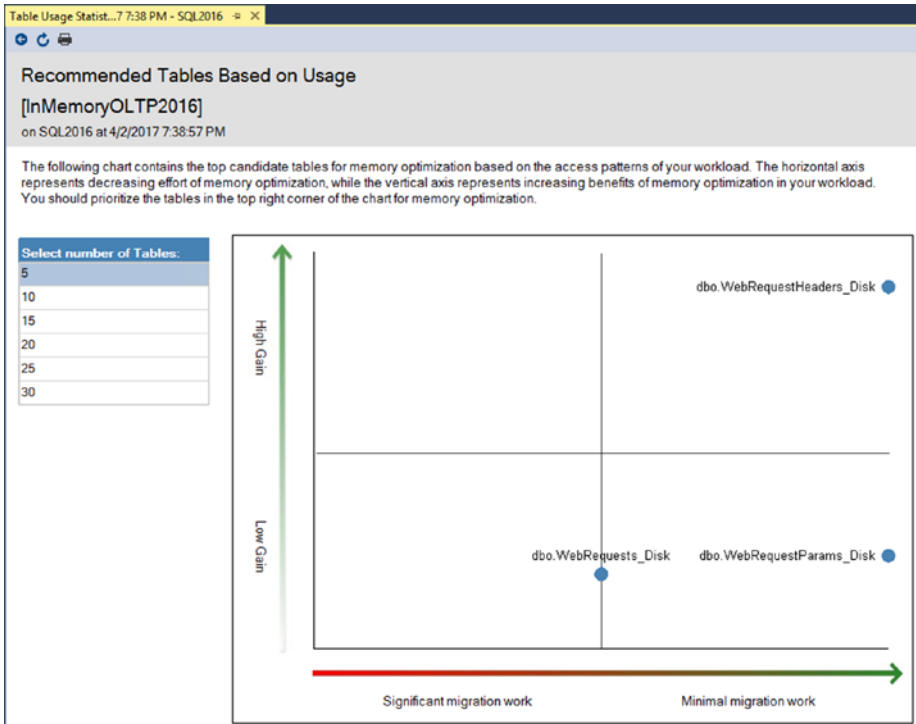 Table Usage Statist...7 7:38 PM - SQL2016
Recommended Tables Based on Usage
[InMemoryOLTP2016]
on SQL2016 at 4/2/2017 7:38:57 PM
The following chart contains the top candidate tables for memory optimization based on the access patterns of your workload. The horizontal axis
represents decreasing effort of memory optimization, while the vertical axis represents increasing benefits of memory optimization in your workload.
You should prioritize the tables in the top right corner of the chart for memory optimization.
Select number of Tables:
5
10
15
20
25
30
High Gain
Low Gain
dbo.WebRequestHeaders_Disk
dbo.WebRequests_Disk
dbo.WebRequestParams_Disk
Significant migration work
Minimal migration work